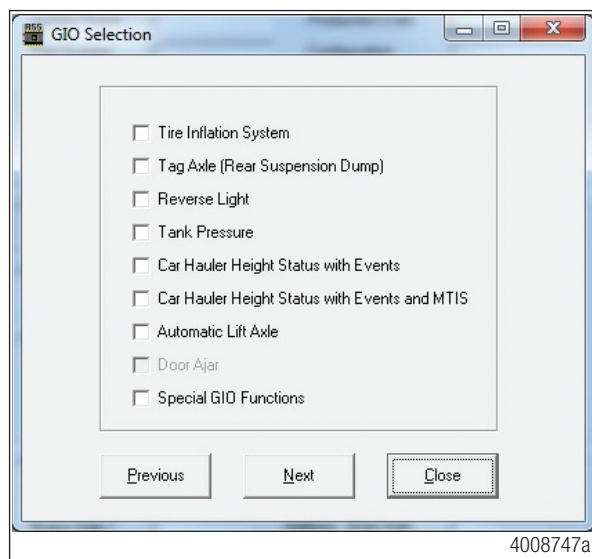 GIO Selection
Tire Inflation System
Tag Axle (Rear Suspension Dump)
Reverse Light
Tank Pressure
Car Hauler Height Status with Events
Car Hauler Height Status with Events and MTIS
Automatic Lift Axle
Door Ajar
Special GIO Functions
Previous Next Close
4008747a